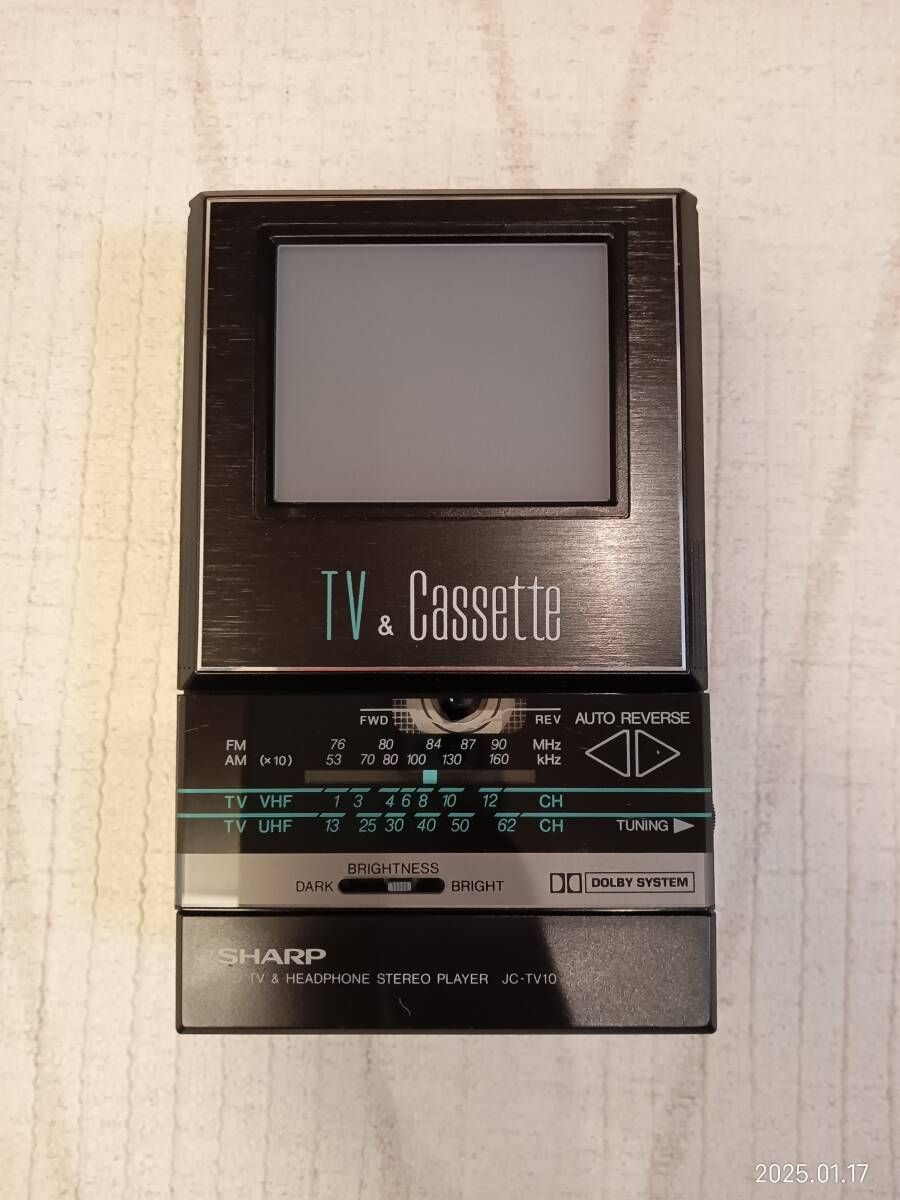 TV & Cassette
FWD REV AUTO REVERSE
FM 76 80 84 87 90 MHz
AM (×10) 53 70 80 100 130 160 kHz
TV VHF 1 3 4 6 8 10 12 CH
TV UHF 13 25 30 40 50 62 CH
TUNING
BRIGHTNESS
DARK BRIGHT
DOLBY SYSTEM
SHARP
TV & HEADPHONE STEREO PLAYER JC-TV10
2025.01.17